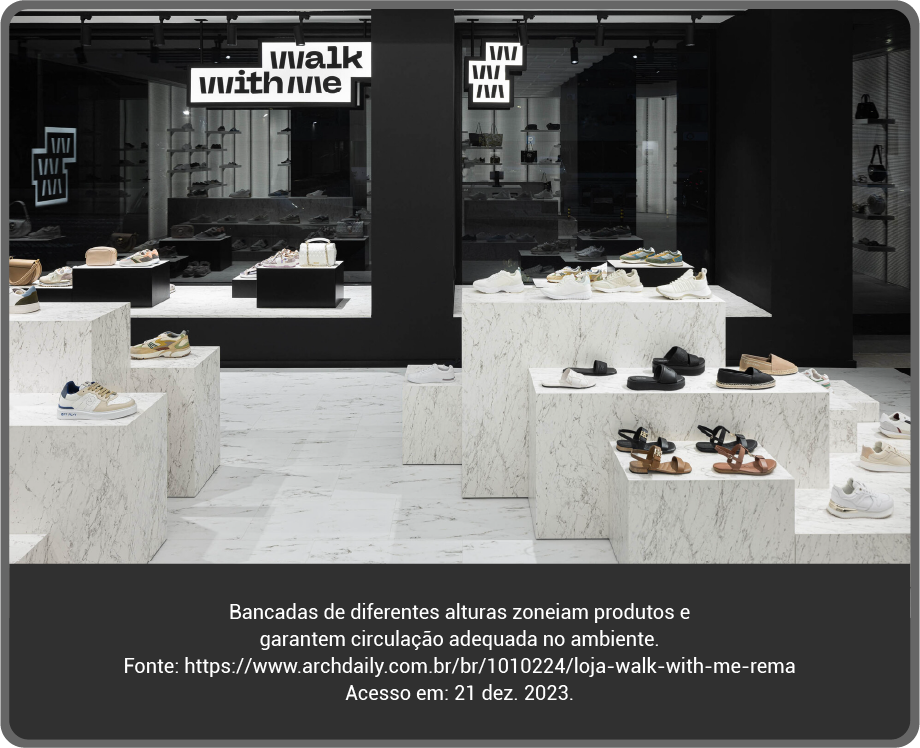 walk
with me
W
W
W
W
W
W
Bancadas de diferentes alturas zoneiam produtos e
garantem circulação adequada no ambiente.
Fonte: https://www.archdaily.com.br/br/1010224/loja-walk-with-me-rema
Acesso em: 21 dez. 2023.